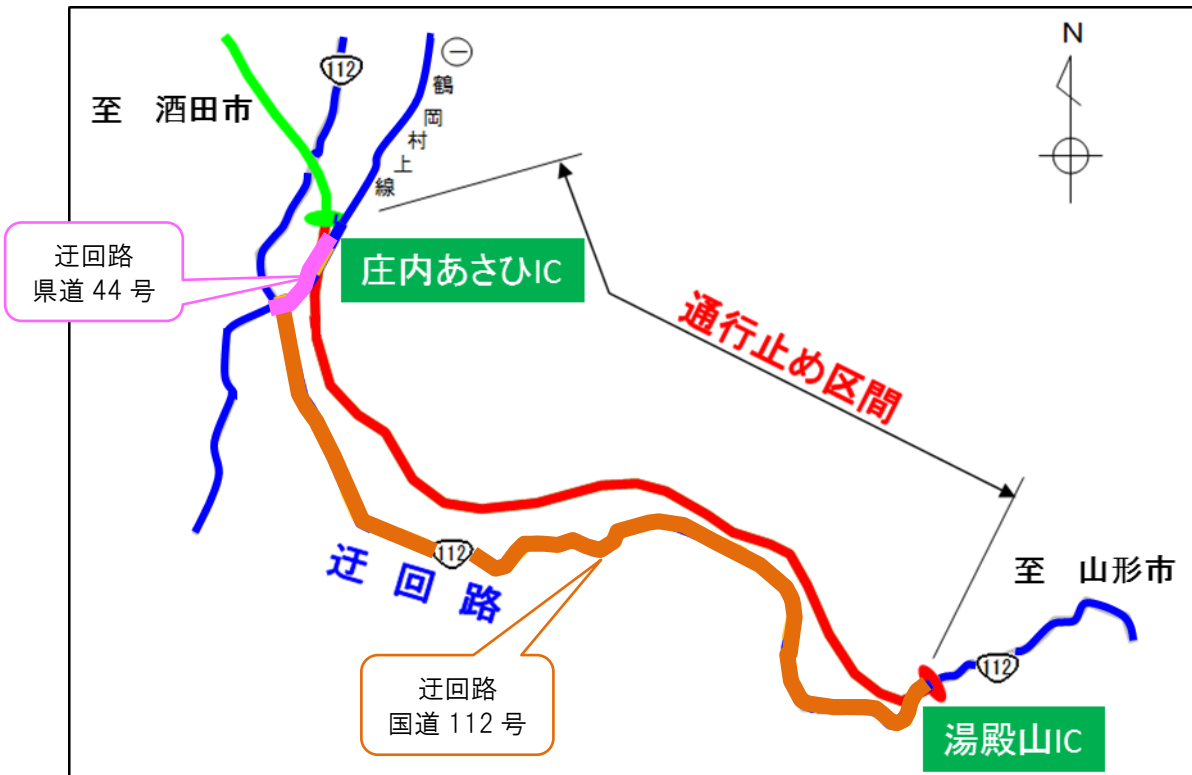 N
112
㊀
鶴
岡
村
上
線
至 酒田市
迂回路
県道 44 号
庄内あさひIC
通行止め区間
112
迂 回 路
至 山形市
112
迂回路
国道 112 号
湯殿山IC